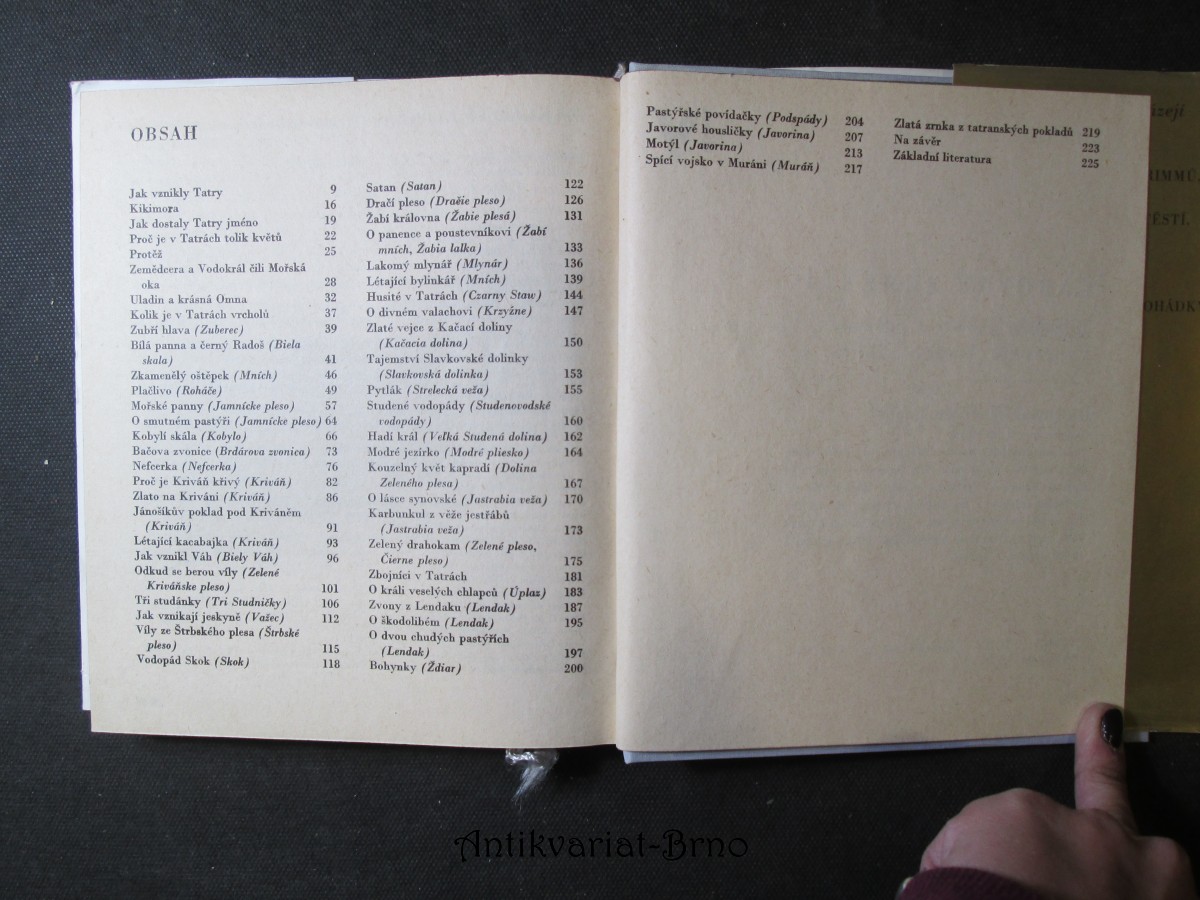 OBSAH
Jak vznikly Tatry 9
Kikimora 16
Jak dostaly Tatry jméno 19
Proč je v Tatrách tolik květů 22
Protěž 25
Zemědcera a Vodokrál čili Mořská
oka 28
Uladin a krásná Omna 32
Kolik je v Tatrách vrcholů 37
Zubří hlava (Zuberec) 39
Bílá panna a černý Radoš (Biela
skala) 41
Zkamenělý oštěpek (Mních) 46
Plačlivo (Roháče) 49
Mořské panny (Jamnícke pleso) 57
O smutném pastýři (Jamnícke pleso) 64
Kobylí skála (Kobylo) 66
Bačova zvonice (Brdárova zvonica) 73
Nefcerka (Nefcerka) 76
Proč je Kriváň křivý (Kriváň) 82
Zlato na Kriváni (Kriváň) 86
Jánošíkův poklad pod Kriváněm
(Kriváň) 91
Létající kacabajka (Kriváň) 93
Jak vznikl Váh (Biely Váh) 96
Odkud se berou víly (Zelené
Kriváňske pleso) 101
Tři studánky (Tri Studničky) 106
Jak vznikají jeskyně (Važec) 112
Víly ze Štrbského plesa (Štrbské
pleso) 115
Vodopád Skok (Skok) 118
Satan (Satan) 122
Dračí pleso (Dračie pleso) 126
Žabí královna (Žabie plesá) 131
O panence a poustevníkovi (Žabí
mních, Žabia lalka) 133
Lakomý mlynář (Mlynár) 136
Létající bylinkář (Mních) 139
Husité v Tatrách (Czarny Staw) 144
O divném valachovi (Krzyżne) 147
Zlaté vejce z Kačací doliny
(Kačacia dolina) 150
Tajemství Slavkovské dolinky
(Slavkovská dolinka) 153
Pytlák (Strelecká veža) 155
Studené vodopády (Studenovodské
vodopády) 160
Hadí král (Veľká Studená dolina) 162
Modré jezírko (Modré pliesko) 164
Kouzelný květ kapradí (Dolina
Zeleného plesa) 167
O lásce synovské (Jastrabia veža) 170
Karbunkul z věže jestřábů
(Jastrabia veža) 173
Zelený drahokam (Zelené pleso,
Čierne pleso) 175
Zbojníci v Tatrách 181
O králi veselých chlapců (Úplaz) 183
Zvony z Lendaku (Lendak) 187
O škodolibém (Lendak) 195
O dvou chudých pastýřích
(Lendak) 197
Bohynky (Ždiar) 200
Pastýřské povídačky (Podspády) 204
Javorové housličky (Javorina) 207
Motýl (Javorina) 213
Spící vojsko v Muráni (Muráň) 217
Zlatá zrnka z tatranských pokladů 219
Na závěr 223
Základní literatura 225
Antikvariat-Brno